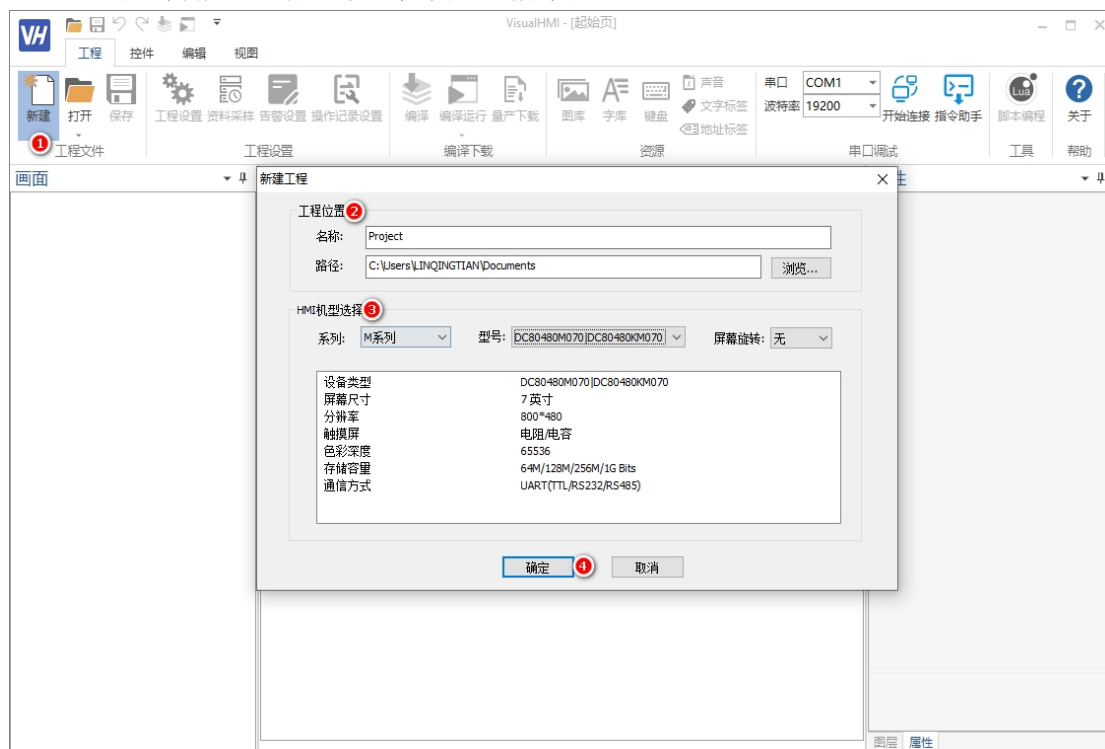 VH
VisualHMI - [起始页]
工程 控件 编辑 视图
新建 打开 保存 工程设置 资料采样 告警设置 操作记录设置 编译 编译运行 量产下载 图库 字库 键盘 声音 文字标签 地址标签 串口 COM1 波特率 19200 开始连接 指令助手 Lua 脚本编程 关于
1 工程文件 工程设置 编译下载 资源 串口调试 工具 帮助
画面
新建工程
工程位置 2
名称: Project
路径: C:\Users\LINQINGTIAN\Documents 浏览...
HMI机型选择 3
系列: M系列 型号: DC80480M070|DC80480KM070 屏幕旋转: 无
设备类型 DC80480M070|DC80480KM070
屏幕尺寸 7英寸
分辨率 800*480
触摸屏 电阻/电容
色彩深度 65536
存储容量 64M/128M/256M/1G Bits
通信方式 UART(TTL/RS232/RS485)
确定 4 取消
图层 属性